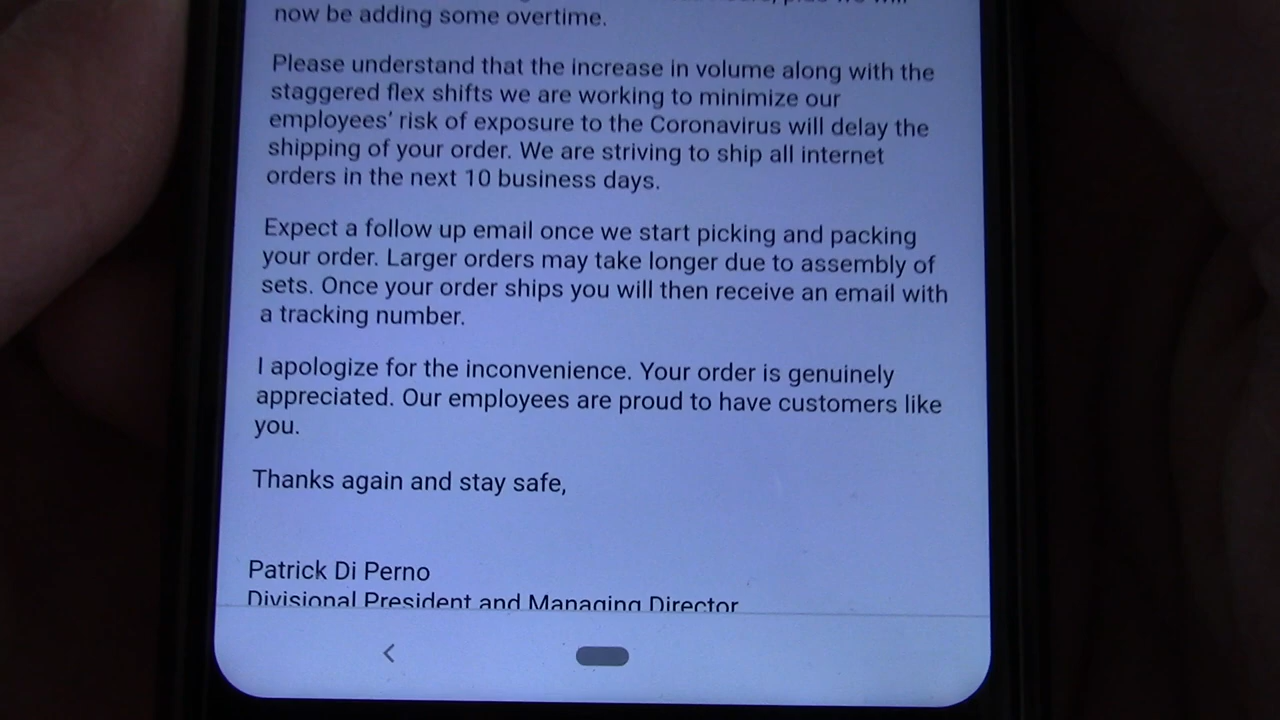 now be adding some overtime.
Please understand that the increase in volume along with the
staggered flex shifts we are working to minimize our
employees' risk of exposure to the Coronavirus will delay the
shipping of your order. We are striving to ship all internet
orders in the next 10 business days.
Expect a follow up email once we start picking and packing
your order. Larger orders may take longer due to assembly of
sets. Once your order ships you will then receive an email with
a tracking number.
I apologize for the inconvenience. Your order is genuinely
appreciated. Our employees are proud to have customers like
you.
Thanks again and stay safe,
Patrick Di Perno
Divisional President and Managing Director